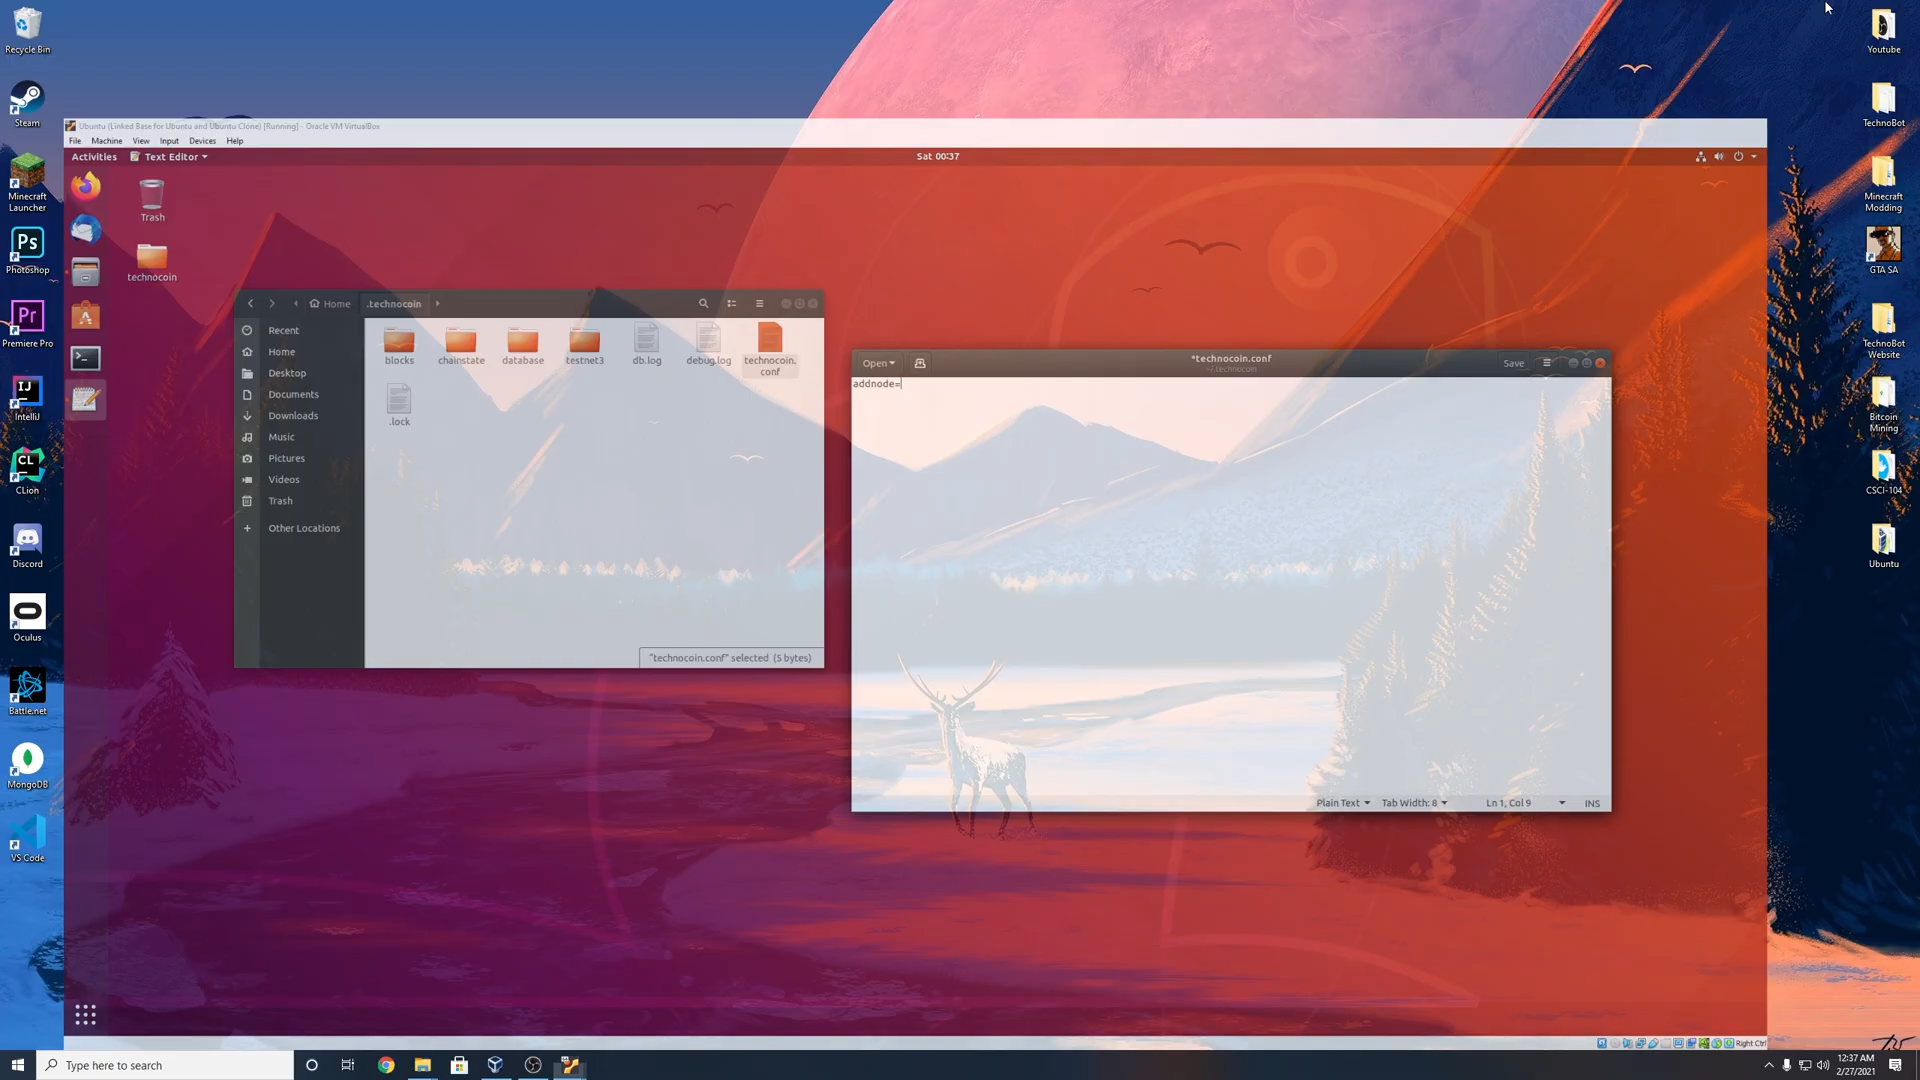 Recycle Bin
Steam
Minecraft
Launcher
Ps
Photoshop
Pr
Premiere Pro
IJ
IntelliJ
CL
CLion
Discord
Oculus
Battle.net
MongoDB
VS Code
Youtube
TechnoBot
Minecraft
Modding
GTA SA
TechnoBot
Website
Bitcoin
Mining
CSCI-104
Ubuntu
Ubuntu (Linked Base for Ubuntu and Ubuntu Clone) [Running] - Oracle VM VirtualBox
File Machine View Input Devices Help
Activities Text Editor Sat 00:37
Trash
technocoin
Home .technocoin
Recent
Home
Desktop
Documents
Downloads
Music
Pictures
Videos
Trash
+ Other Locations
blocks chainstate database testnet3 db.log debug.log technocoin.
conf
.lock
"technocoin.conf" selected (5 bytes)
Open *technocoin.conf Save
~/.technocoin
addnode=
Plain Text Tab Width: 8 Ln 1, Col 9 INS
Right Ctrl
Type here to search
12:37 AM
2/27/2021